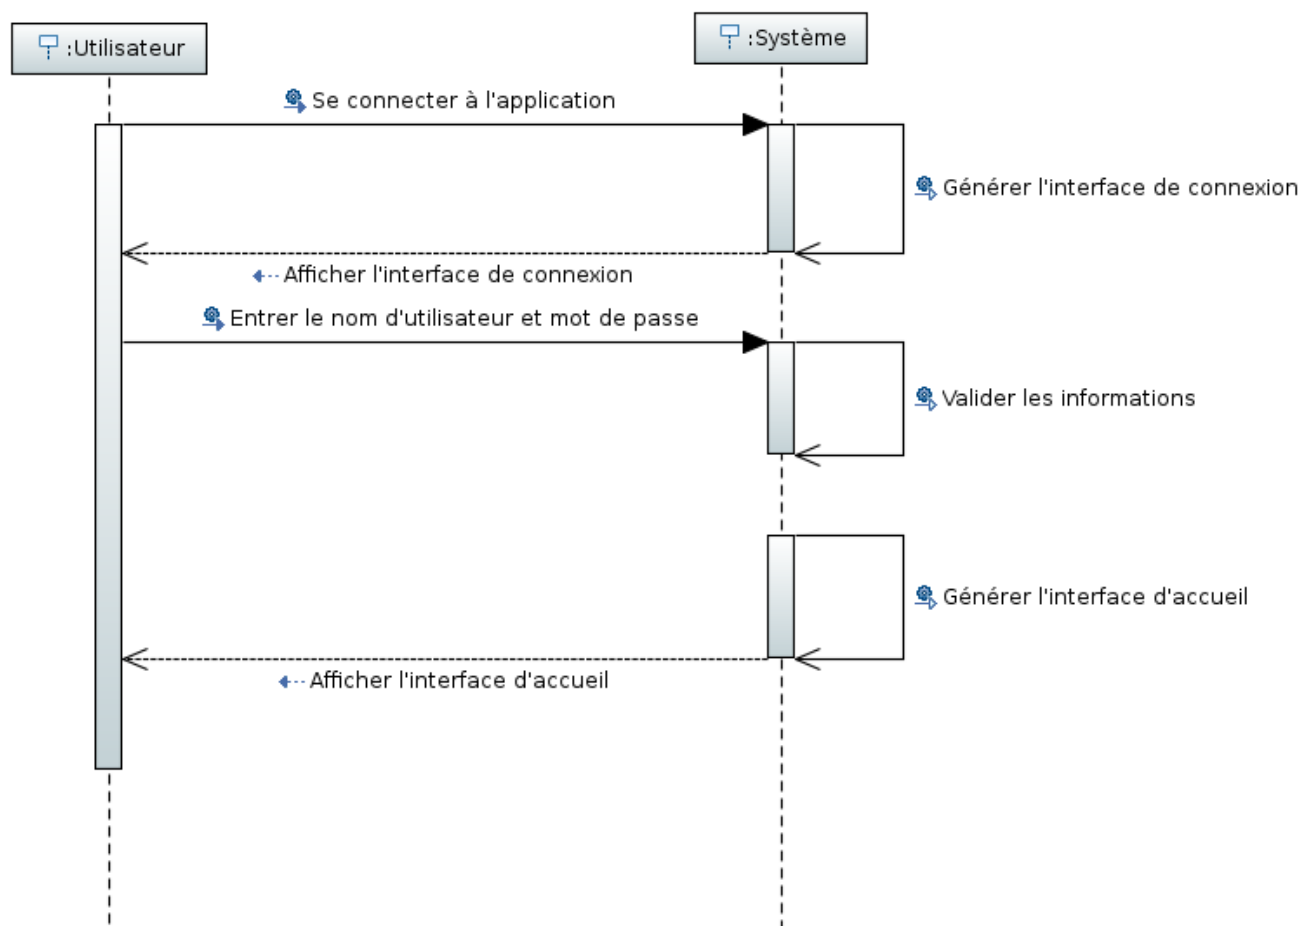 :Utilisateur
:Système
Se connecter à l'application
Générer l'interface de connexion
Afficher l'interface de connexion
Entrer le nom d'utilisateur et mot de passe
Valider les informations
Générer l'interface d'accueil
Afficher l'interface d'accueil